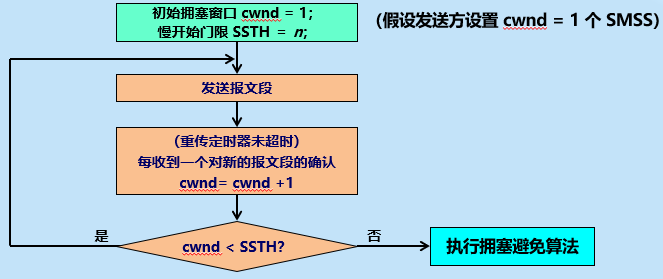 初始拥塞窗口 cwnd = 1;
慢开始门限 SSTH = n;
（假设发送方设置 cwnd = 1 个 SMSS）
发送报文段
（重传定时器未超时）
每收到一个对新的报文段的确认
cwnd= cwnd +1
是
cwnd < SSTH?
否
执行拥塞避免算法